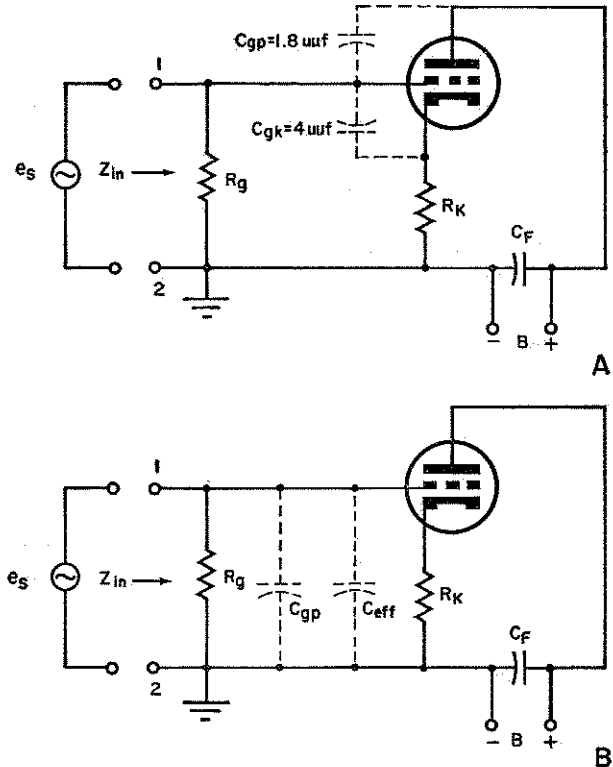 Cgp=1.8 uuf
1
Cgk=4 uuf
es
Zin
Rg
RK
CF
2
- B +
A
1
es
Zin
Rg
Cgp
Ceff
RK
CF
2
- B +
B